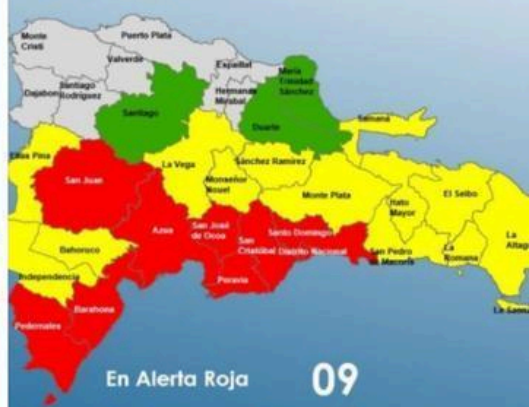 Monte
Cristi
Puerto Plata
Valverde
Espaillat
María
Trinidad
Sánchez
Dajabon
Santiago
Rodríguez
Hermanas
Mirabal
Santiago
Duarte
Samaná
Elías Pina
San Juan
La Vega
Sánchez Ramírez
Monseñor
Nouel
Monte Plata
Hato
Mayor
El Seibo
La
Altag
Azua
San José
de Ocoa
San
Cristóbal
Santo Domingo
Distrito Nacional
San Pedro
de Macorís
La
Romana
Bahoruco
Independencia
Peravia
Barahona
Pedernales
En Alerta Roja
09